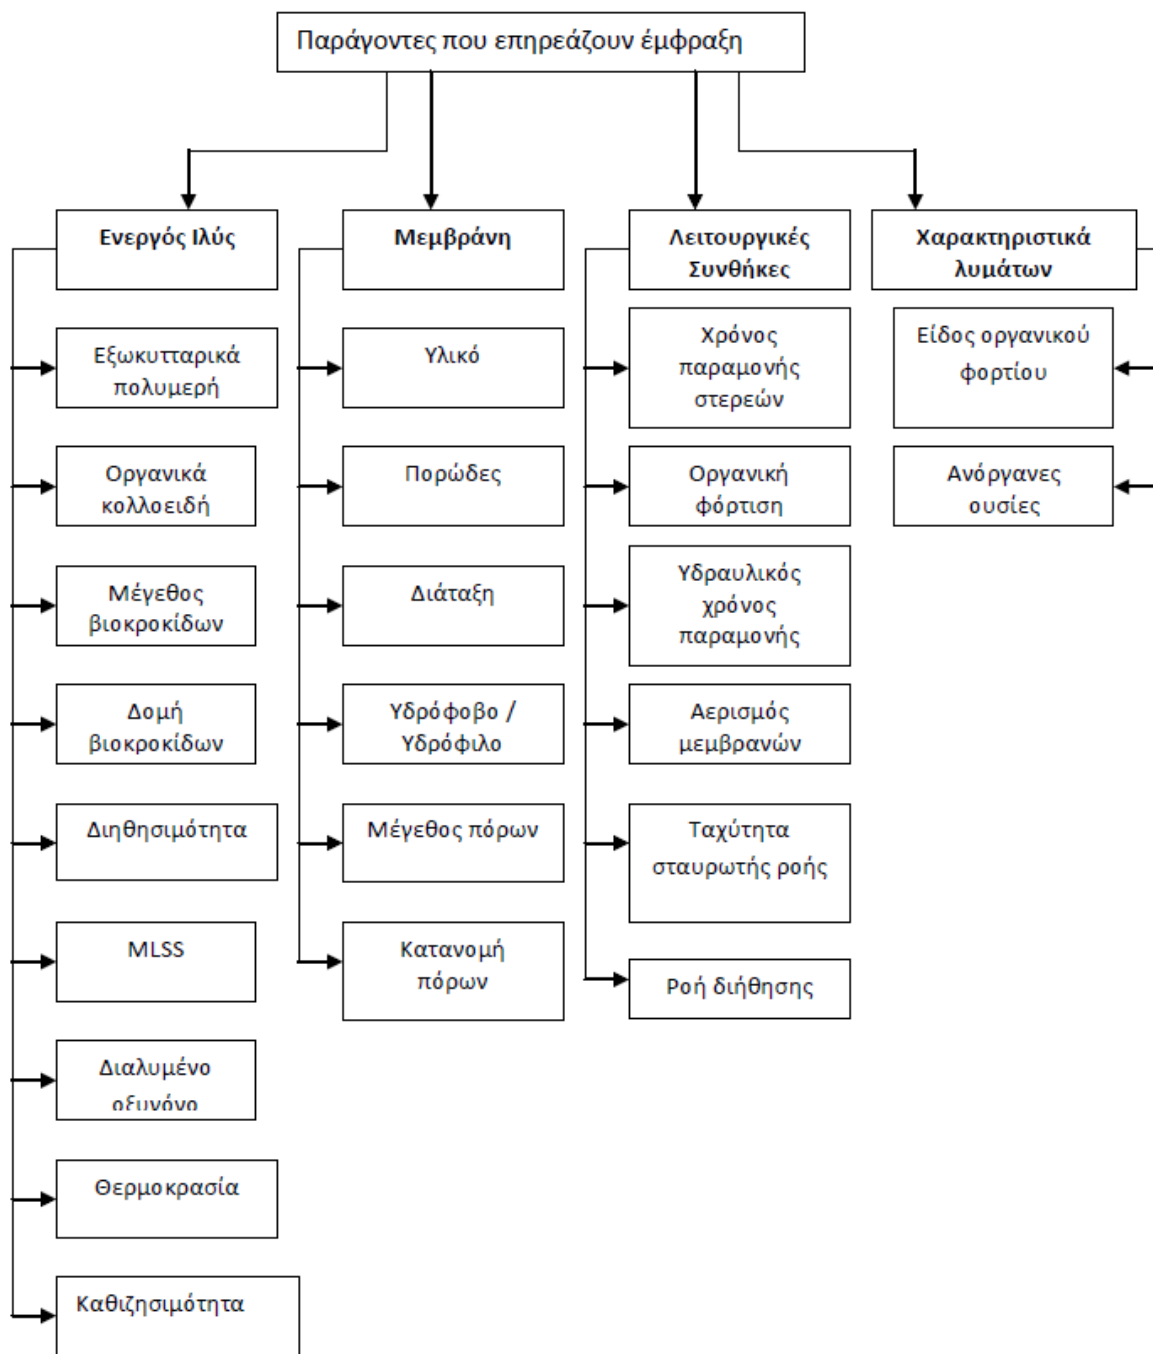 Παράγοντες που επηρεάζουν έμφραξη
Ενεργός Ιλύς
Εξωκυτταρικά
πολυμερή
Οργανικά
κολλοειδή
Μέγεθος
βιοκροκίδων
Δομή
βιοκροκίδων
Διηθησιμότητα
MLSS
Διαλυμένο
οξυνόνο
Θερμοκρασία
Καθιζησιμότητα
Μεμβράνη
Υλικό
Πορώδες
Διάταξη
Υδρόφοβο /
Υδρόφιλο
Μέγεθος πόρων
Κατανομή
πόρων
Λειτουργικές
Συνθήκες
Χρόνος
παραμονής
στερεών
Οργανική
φόρτιση
Υδραυλικός
χρόνος
παραμονής
Αερισμός
μεμβρανών
Ταχύτητα
σταυρωτής ροής
Ροή διήθησης
Χαρακτηριστικά
λυμάτων
Είδος οργανικού
φορτίου
Ανόργανες
ουσίες